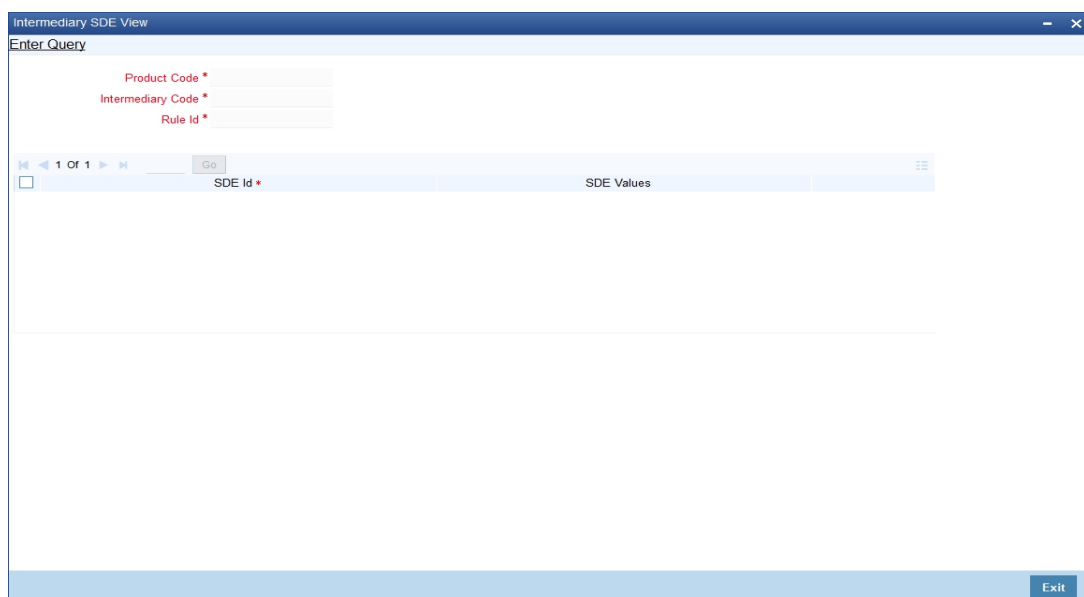 Intermediary SDE View
Enter Query
Product Code *
Intermediary Code *
Rule Id *
1 Of 1 Go
SDE Id * SDE Values
Exit